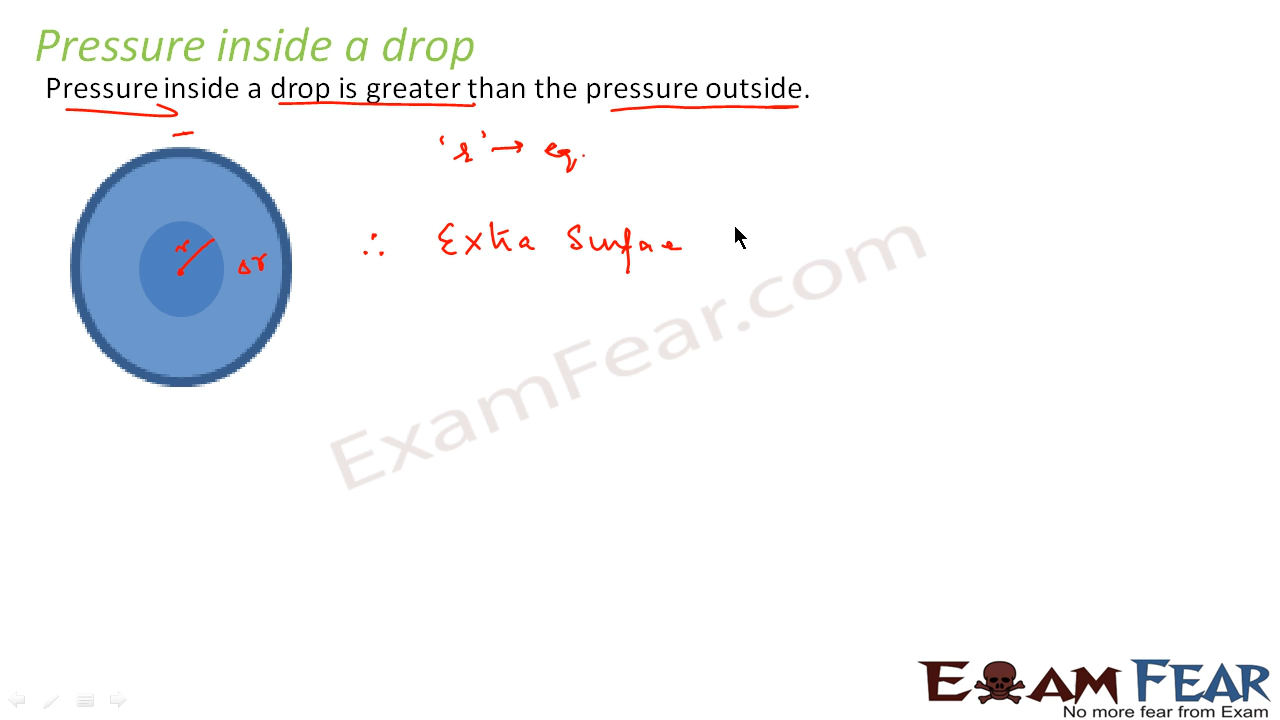 Pressure inside a drop
Pressure inside a drop is greater than the pressure outside.
'r' → eq.
r
Δr
∴ Extra Surface
ExamFear.com
EXAM FEAR
No more fear from Exam